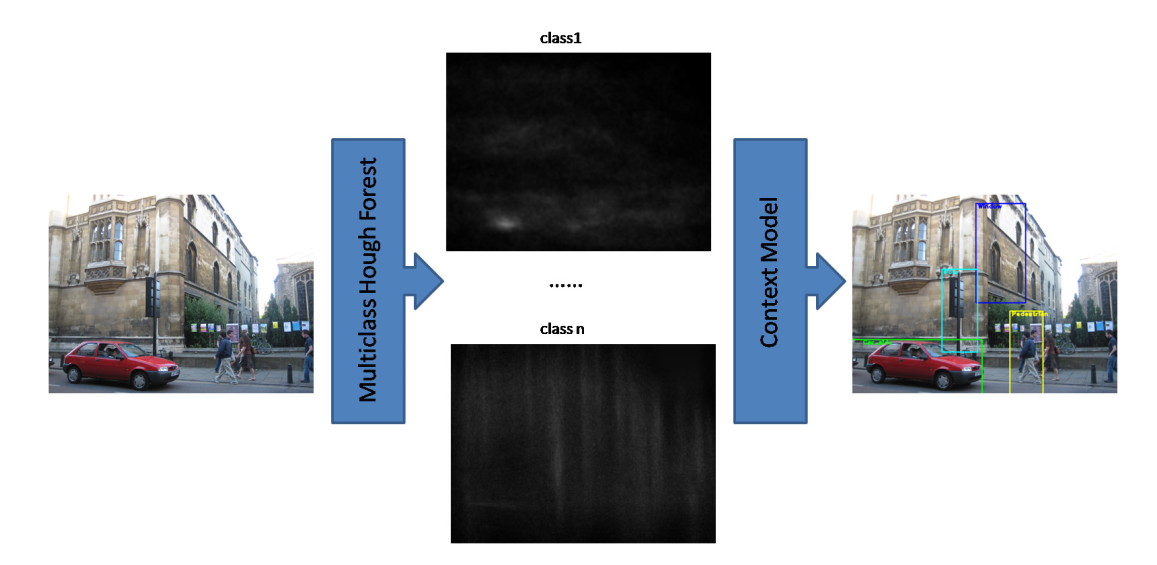 class1
Multiclass Hough Forest
......
class n
Context Model
Window
Pedestrian